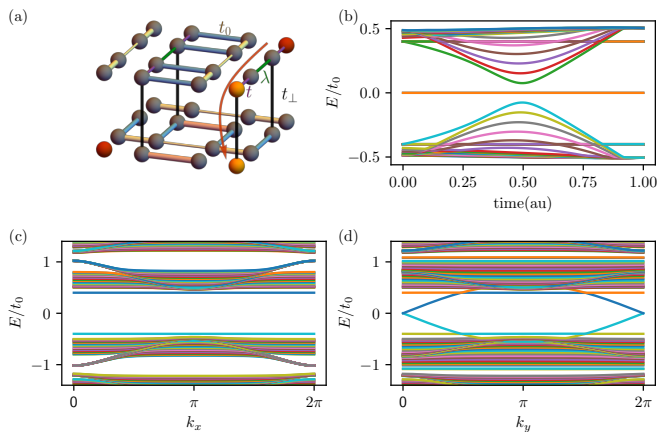 (a)
t₀
λ
t
t⊥
(b)
E/t₀
0.5
0.0
−0.5
0.00
0.25
0.50
0.75
1.00
time(au)
(c)
E/t₀
1
0
−1
0
π
2π
kₓ
(d)
E/t₀
1
0
−1
0
π
2π
k_y